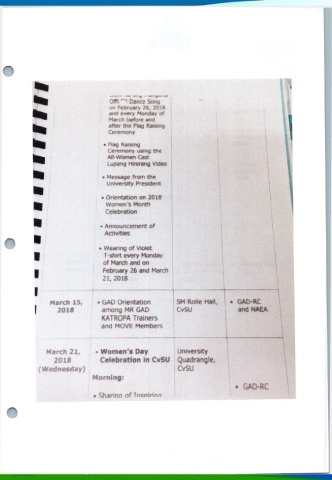 Official Dance Song
on February 26, 2018
and every Monday of
March before and
after the Flag Raising
Ceremony
• Flag Raising
Ceremony using the
All-Women Cast
Lupang Hinirang Video
• Message from the
University President
• Orientation on 2018
Women's Month
Celebration
• Announcement of
Activities
• Wearing of Violet
T-shirt every Monday
of March and on
February 26 and March
21, 2018
March 15,
2018
• GAD Orientation
among MR GAD
KATROPA Trainers
and MOVE Members
SM Rolle Hall,
CvSU
• GAD-RC
and NAEA
March 21,
2018
(Wednesday)
• Women's Day
Celebration in CvSU
Morning:
• Sharing of Inspiring
University
Quadrangle,
CvSU
• GAD-RC